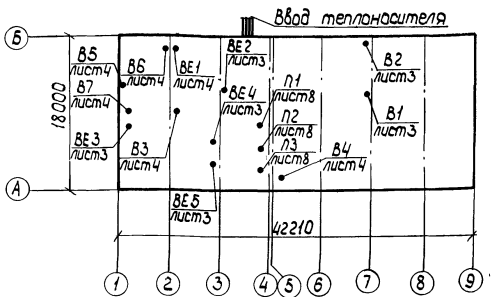 Ввод теплоносителя
Б
В5
лист4
В6
лист4
ВЕ1
лист4
ВЕ2
лист3
В2
лист3
В7
лист4
ВЕ4
лист3
П1
лист8
В1
лист3
18000
ВЕ3
лист3
В3
лист4
П2
лист8
П3
лист8
В4
лист4
А
ВЕ5
лист3
42210
1
2
3
4
5
6
7
8
9